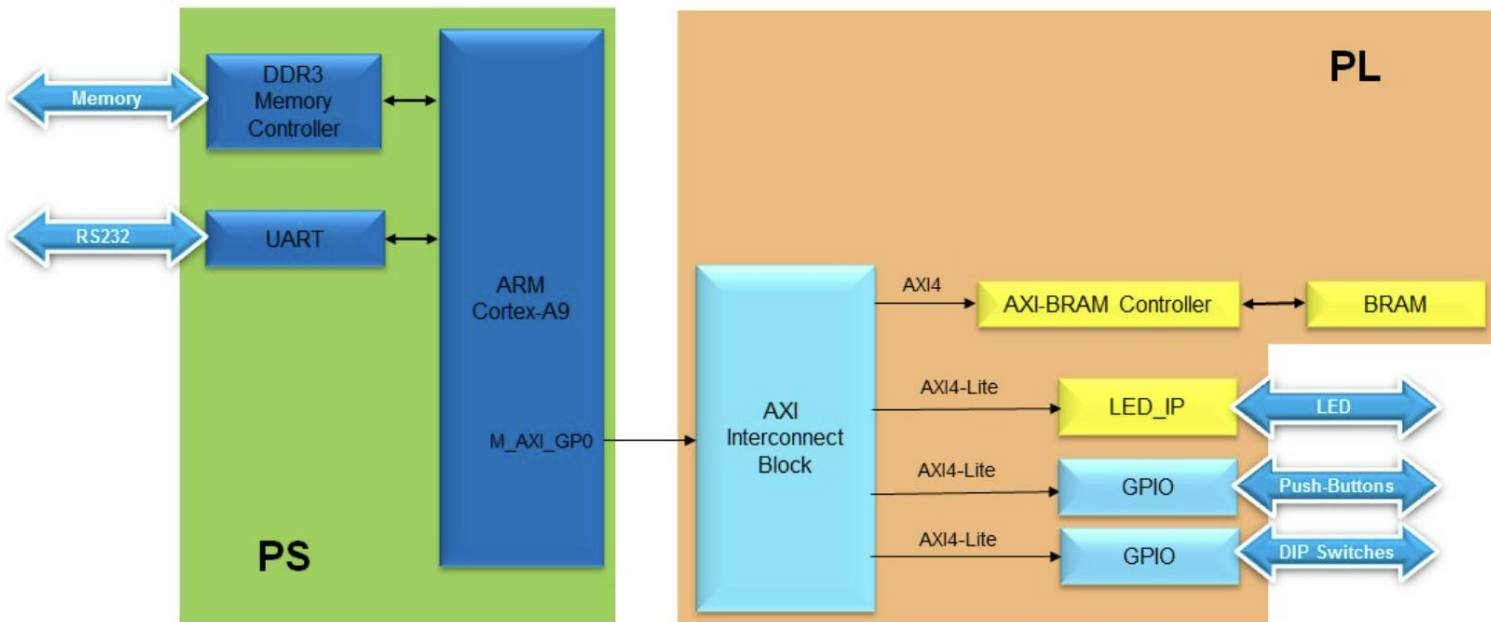 PL
DDR3
Memory
Controller
Memory
UART
RS232
ARM
Cortex-A9
M_AXI_GP0
PS
AXI
Interconnect
Block
AXI4
AXI-BRAM Controller
BRAM
AXI4-Lite
LED_IP
LED
AXI4-Lite
GPIO
Push-Buttons
AXI4-Lite
GPIO
DIP Switches